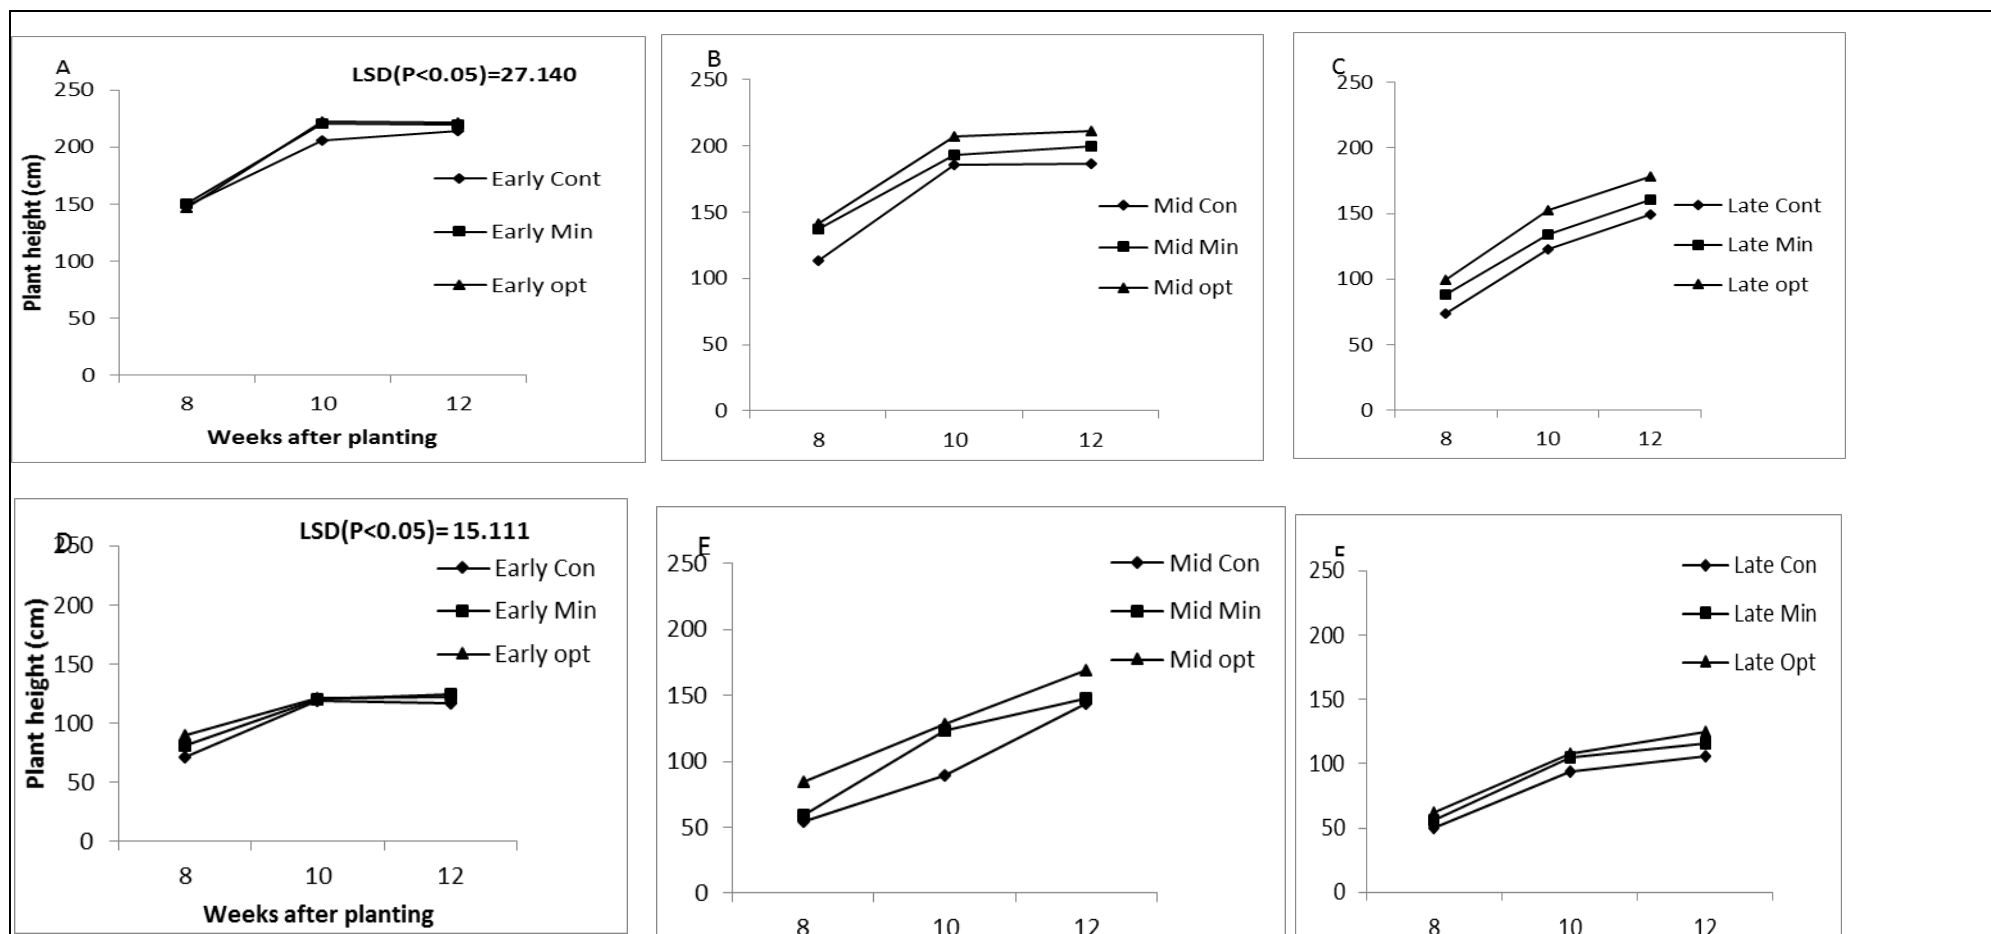 A
LSD(P<0.05)=27.140
250
200
150
100
50
0
Plant height (cm)
8 10 12
Weeks after planting
Early Cont
Early Min
Early opt
B
250
200
150
100
50
0
8 10 12
Mid Con
Mid Min
Mid opt
C
250
200
150
100
50
0
8 10 12
Late Cont
Late Min
Late opt
D
LSD(P<0.05)= 15.111
250
200
150
100
50
0
Plant height (cm)
8 10 12
Weeks after planting
Early Con
Early Min
Early opt
250
200
150
100
50
0
8 10 12
Mid Con
Mid Min
Mid opt
250
200
150
100
50
0
8 10 12
Late Con
Late Min
Late Opt